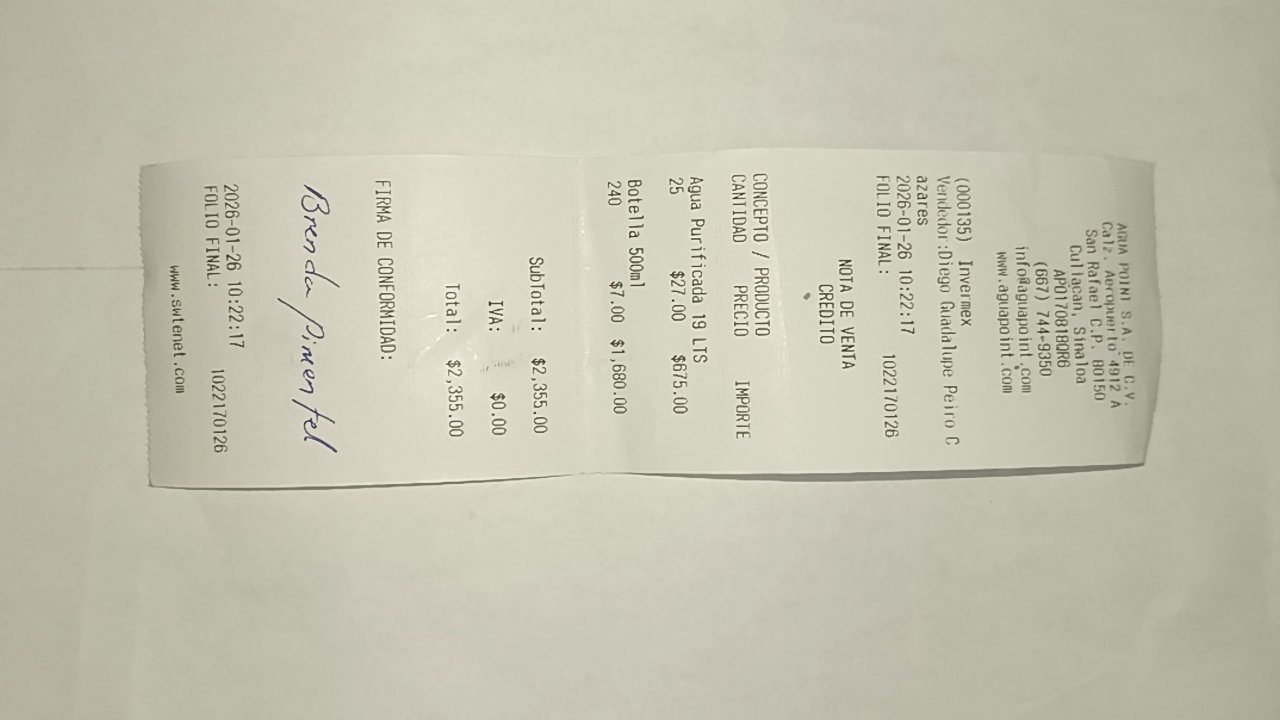 AGUA POINT S.A. DE C.V.
Calz. Aeropuerto 4912 A
San Rafael C.P. 80150
Culiacan, Sinaloa
APO170818QR6
(667) 744-9350
info@aguapoint.com
www.aguapoint.com
(000135) Invermex
Vendedor:Diego Guadalupe Peiro C
azares
2026-01-26 10:22:17
FOLIO FINAL: 1022170126
NOTA DE VENTA
CREDITO
CONCEPTO / PRODUCTO
CANTIDAD PRECIO IMPORTE
Agua Purificada 19 LTS
25 $27.00 $675.00
Botella 500ml
240 $7.00 $1,680.00
SubTotal: $2,355.00
IVA: $0.00
Total: $2,355.00
FIRMA DE CONFORMIDAD:
Brenda Pimentel
2026-01-26 10:22:17
FOLIO FINAL: 1022170126
www.swtenet.com